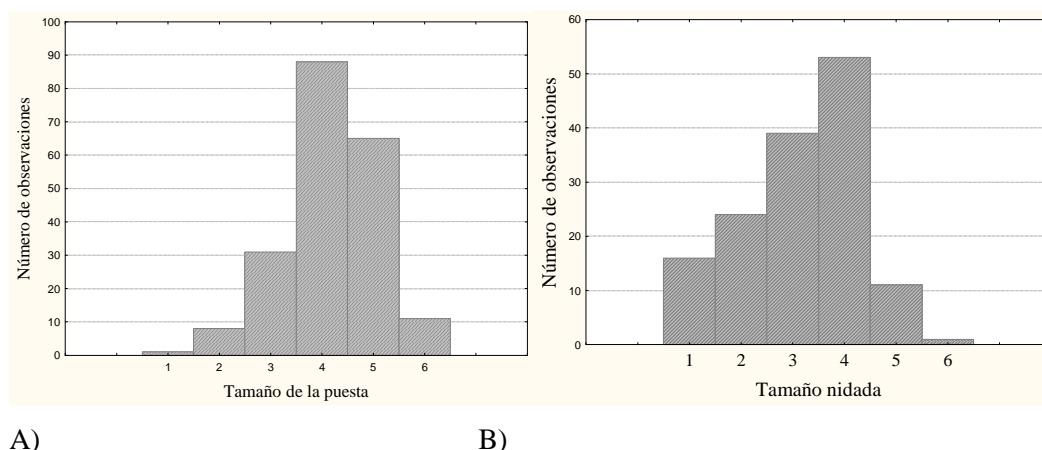 100
90
80
70
60
50
40
30
20
10
0
Número de observaciones
1 2 3 4 5 6
Tamaño de la puesta
60
50
40
30
20
10
0
Número de observaciones
1 2 3 4 5 6
Tamaño nidada
A) B)